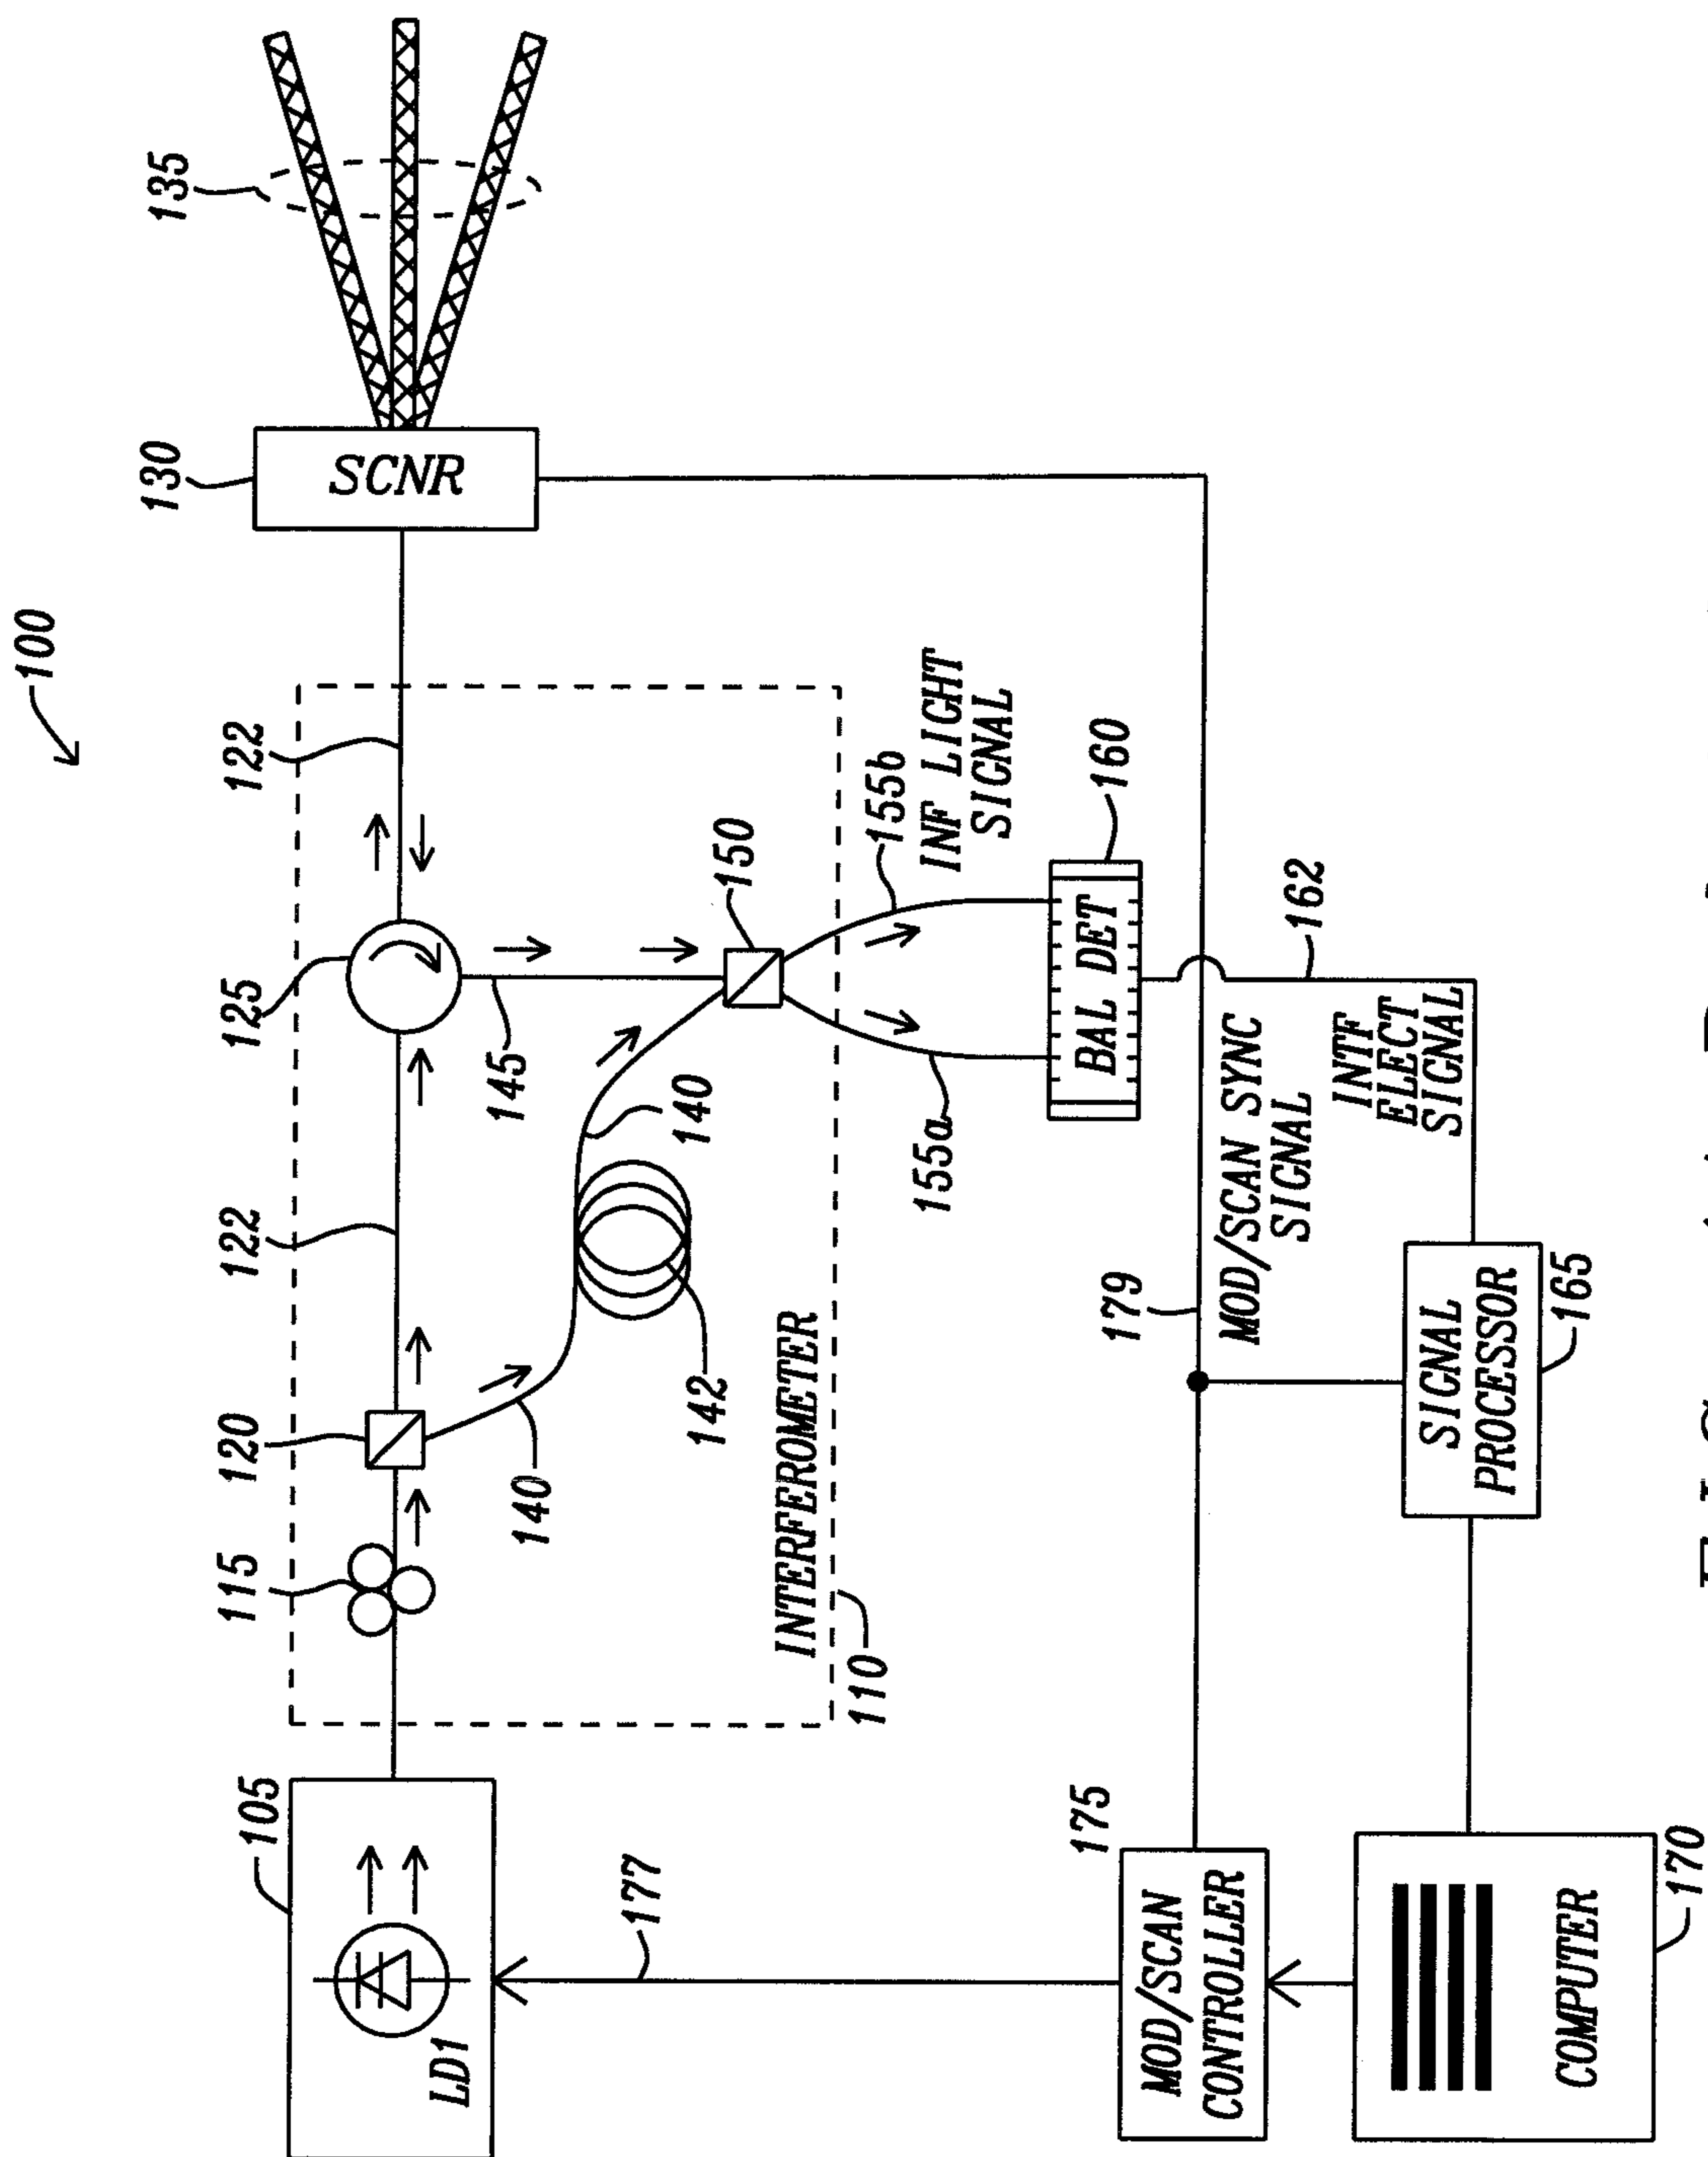 100
105
LD1
115
120
122
125
122
130
SCNR
135
140
142
140
145
150
INTERFEROMETER
110
155a
155b
INF LIGHT
SIGNAL
BAL DET
160
162
INTF
ELECT
SIGNAL
177
175
MOD/SCAN
CONTROLLER
179
MOD/SCAN SYNC
SIGNAL
SIGNAL
PROCESSOR
165
COMPUTER
170